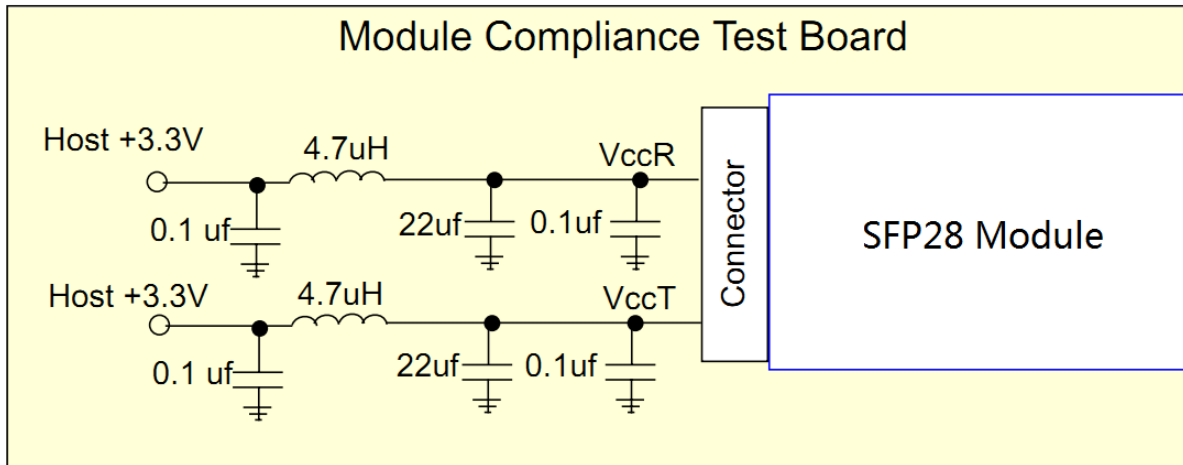 Module Compliance Test Board
Host +3.3V
4.7uH
VccR
0.1 uf
22uf
0.1uf
Connector
SFP28 Module
Host +3.3V
4.7uH
VccT
0.1 uf
22uf
0.1uf